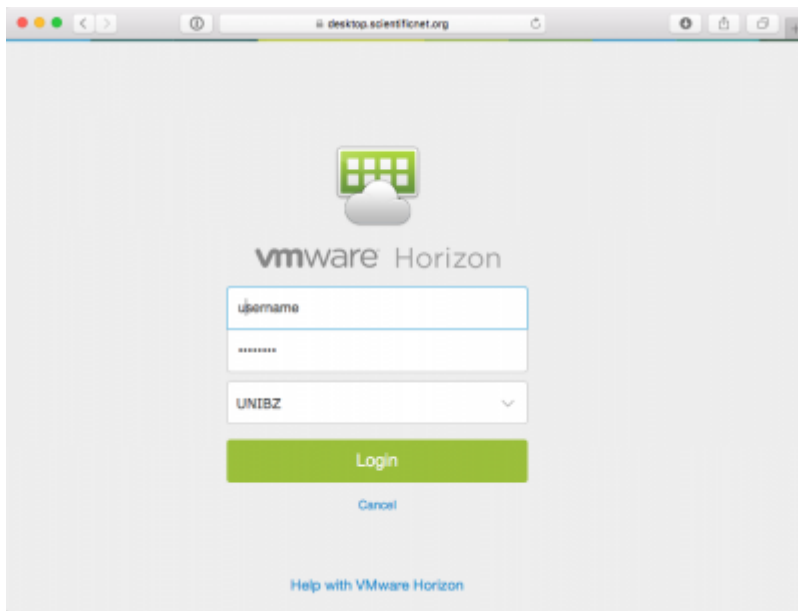 desktop.scientificnet.org
vmware Horizon
username
••••••••
UNIBZ
Login
Cancel
Help with VMware Horizon